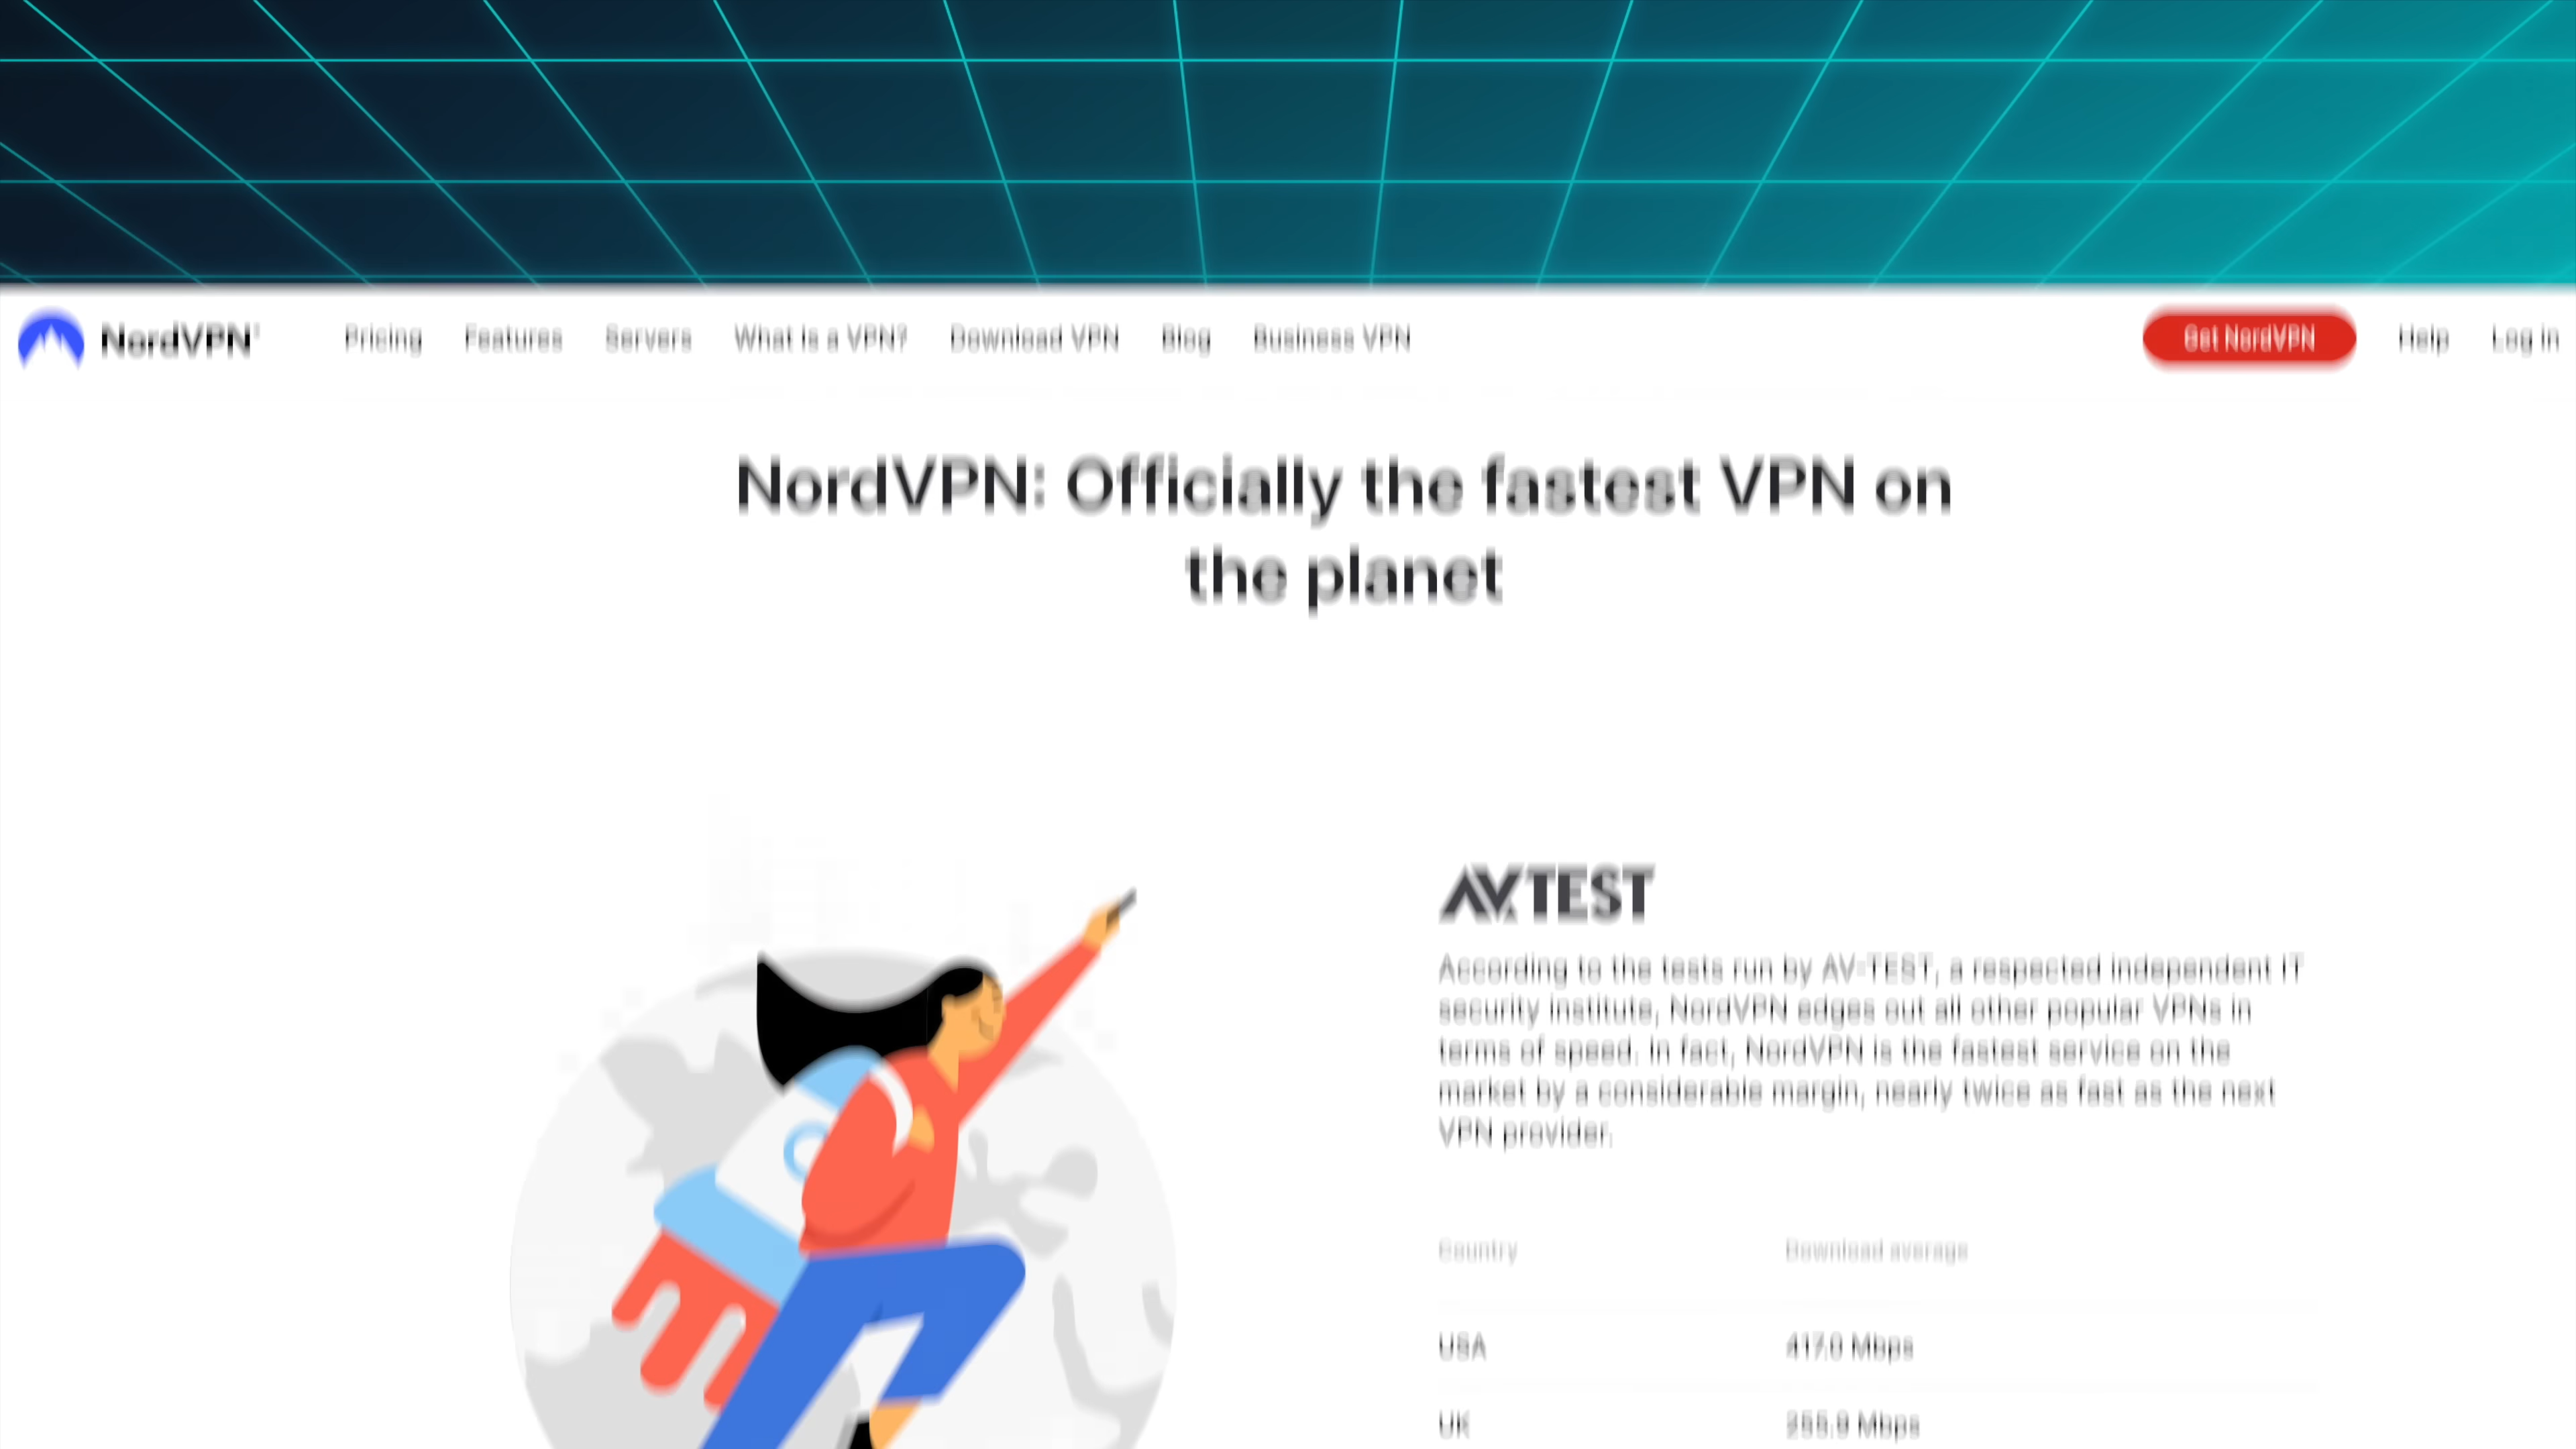 NordVPN
Pricing Features Servers What is a VPN? Download VPN Blog Business VPN
Get NordVPN Help Log in
NordVPN: Officially the fastest VPN on
the planet
AV TEST
According to the tests run by AV-TEST, a respected independent IT
security institute, NordVPN edges out all other popular VPNs in
terms of speed. In fact, NordVPN is the fastest service on the
market by a considerable margin, nearly twice as fast as the next
VPN provider.
Country Download average
USA 417.0 Mbps
UK Mbps